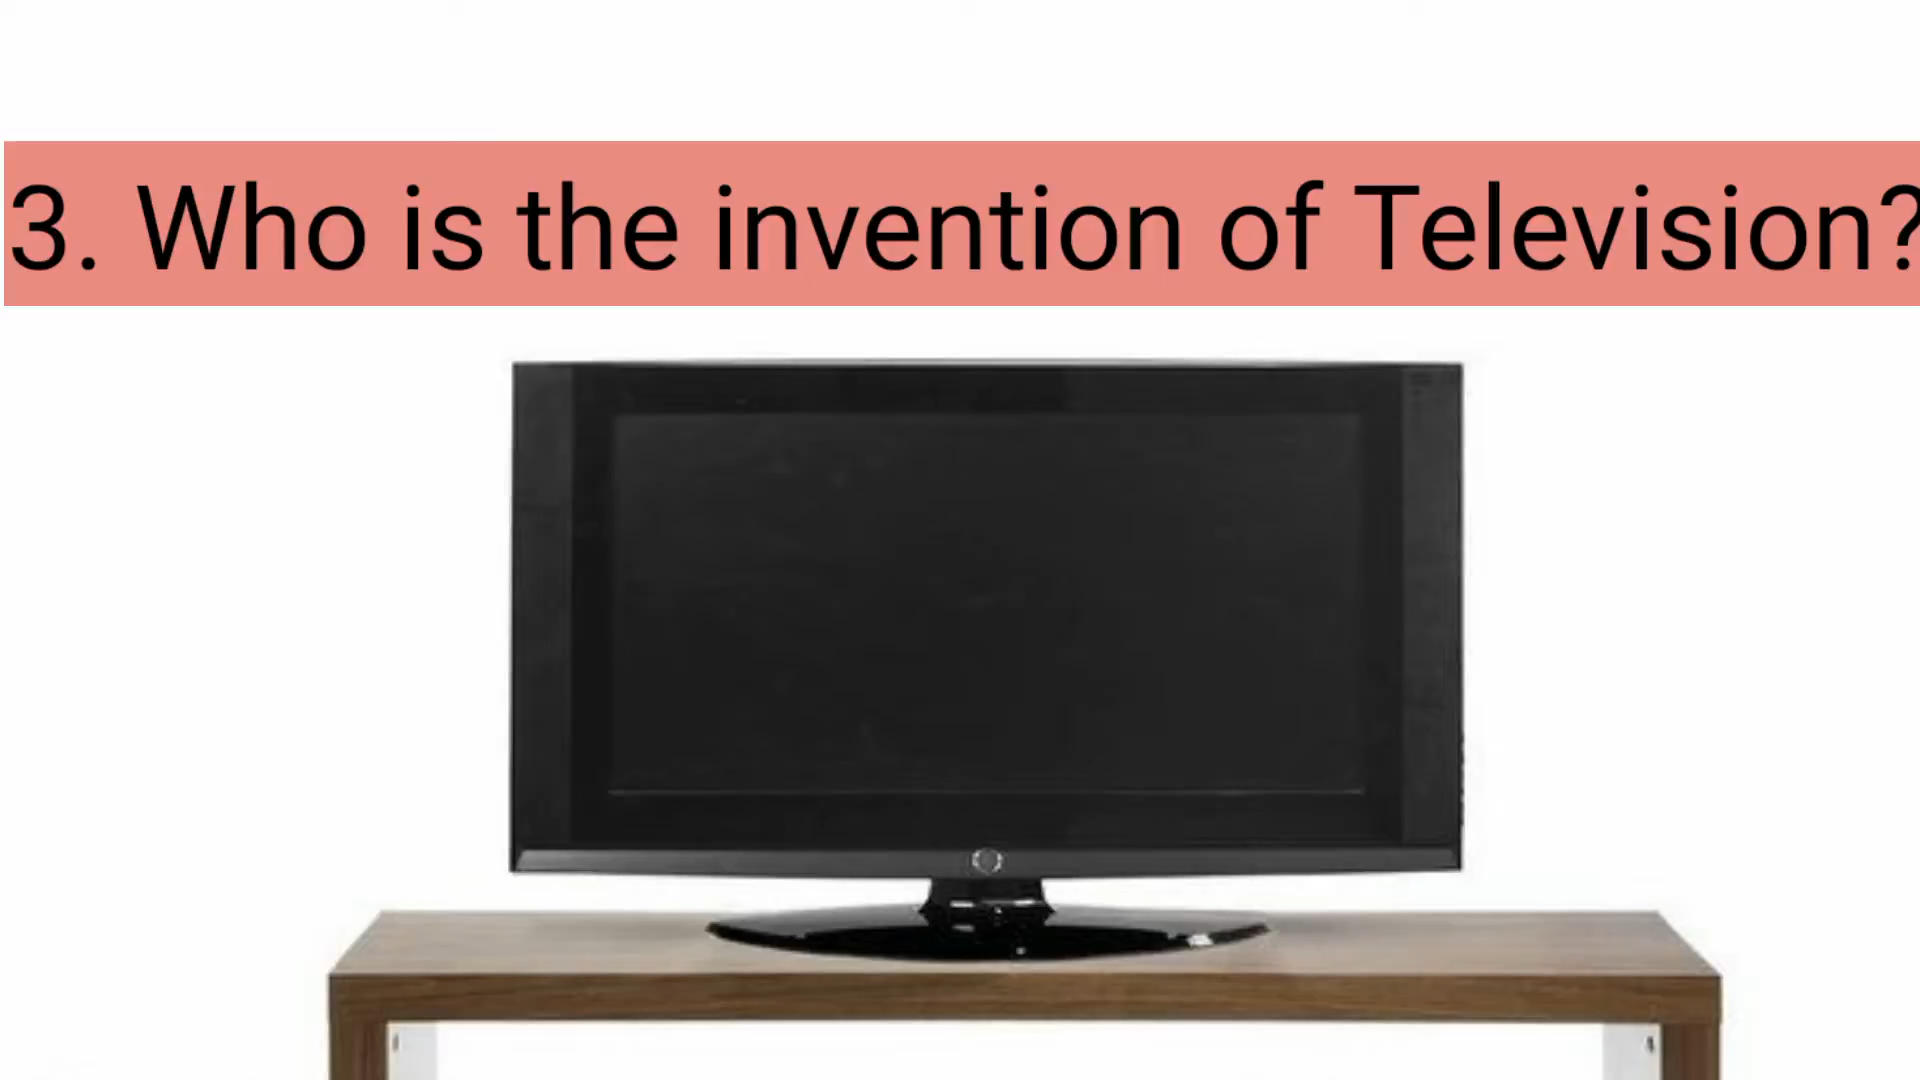 3. Who is the invention of Television?